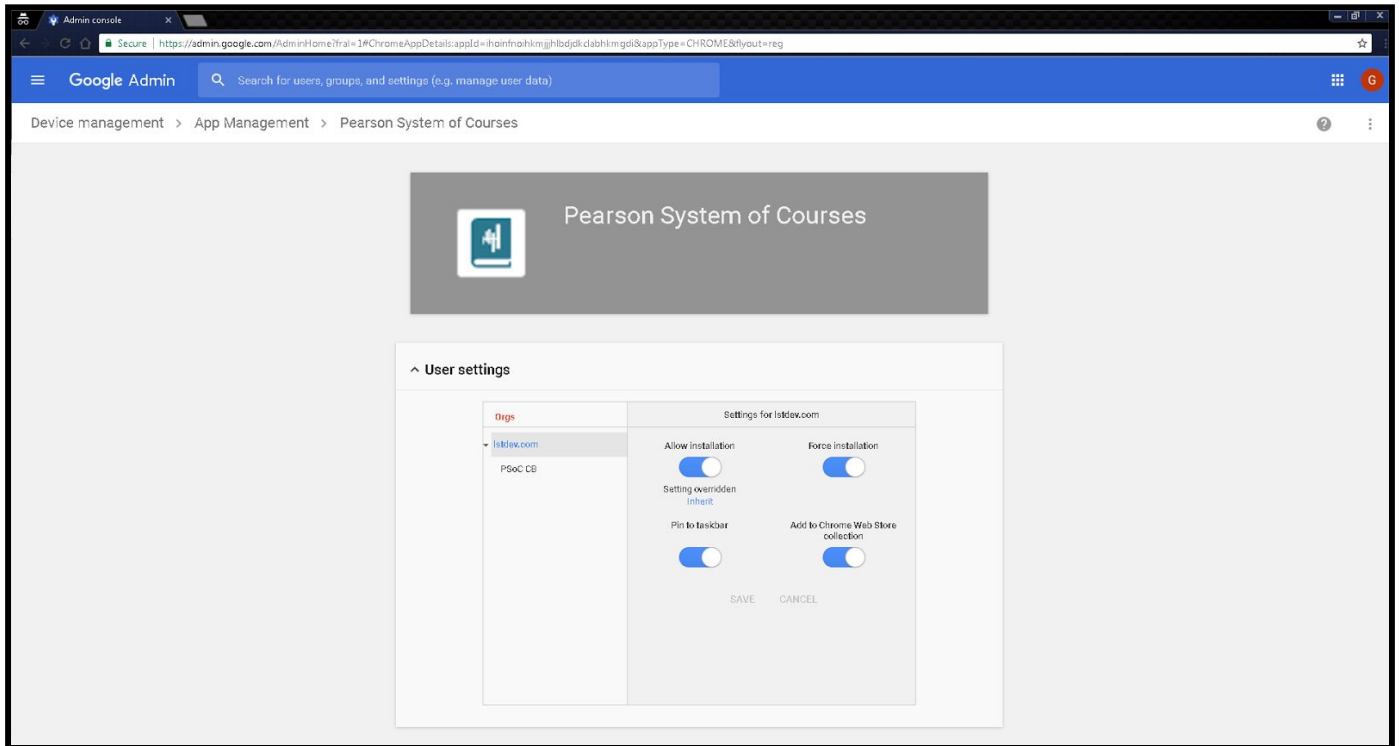 Admin console
Secure | https://admin.google.com/AdminHome?fral=1#ChromeAppDetails:appId=ihoinfnoihkmjjhlbdjdkclabhkmgdi&appType=CHROME&flyout=reg
Google Admin
Search for users, groups, and settings (e.g. manage user data)
G
Device management > App Management > Pearson System of Courses
Pearson System of Courses
User settings
Orgs
Settings for lstdev.com
lstdev.com
PSoC CB
Allow installation
Force installation
Setting overridden
Inherit
Pin to taskbar
Add to Chrome Web Store
collection
SAVE CANCEL